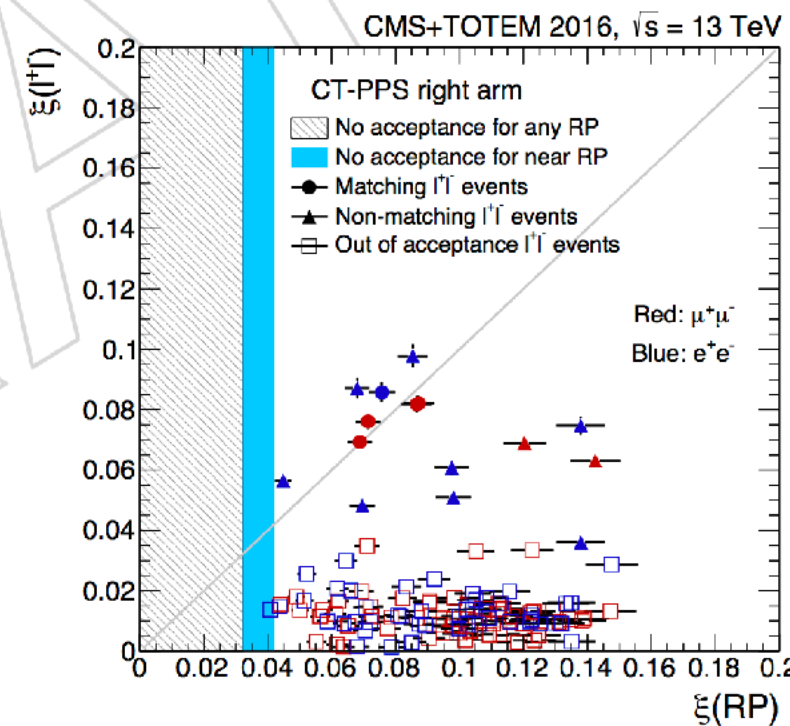 CMS+TOTEM 2016, √s = 13 TeV
ξ(l⁺l⁻)
CT-PPS right arm
No acceptance for any RP
No acceptance for near RP
Matching l⁺l⁻ events
Non-matching l⁺l⁻ events
Out of acceptance l⁺l⁻ events
Red: μ⁺μ⁻
Blue: e⁺e⁻
0.2
0.18
0.16
0.14
0.12
0.1
0.08
0.06
0.04
0.02
0
0 0.02 0.04 0.06 0.08 0.1 0.12 0.14 0.16 0.18 0.2
ξ(RP)